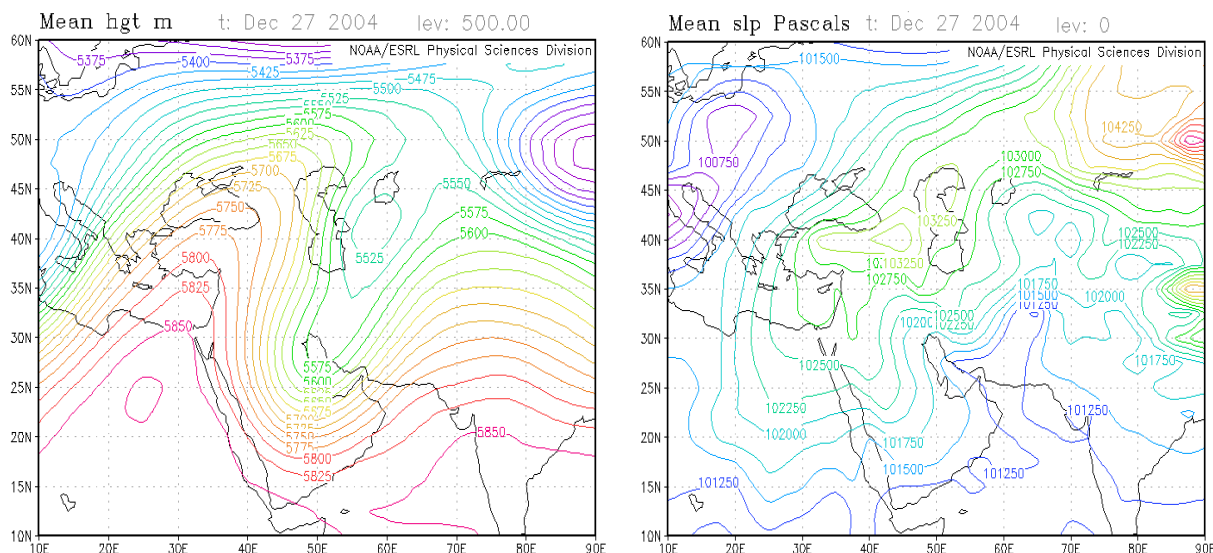 Mean hgt m t: Dec 27 2004 lev: 500.00
NOAA/ESRL Physical Sciences Division
60N
55N
50N
45N
40N
35N
30N
25N
20N
15N
10N
10E 20E 30E 40E 50E 60E 70E 80E 90E
5375
5400
5425
5375
5475
5500
5525
5575
5600
5625
5650
5675
5700
5725
5750
5775
5800
5825
5850
5550
5575
5600
5525
5575
5600
5675
5725
5750
5775
5800
5825
5850
Mean slp Pascals t: Dec 27 2004 lev: 0
NOAA/ESRL Physical Sciences Division
60N
55N
50N
45N
40N
35N
30N
25N
20N
15N
10N
10E 20E 30E 40E 50E 60E 70E 80E 90E
101500
104250
100750
103000
102750
103250
102500
102250
103250
102750
101750
101500
101250
102000
102500
102250
101750
102500
102250
102000
101750
101500
101250
101250
101250